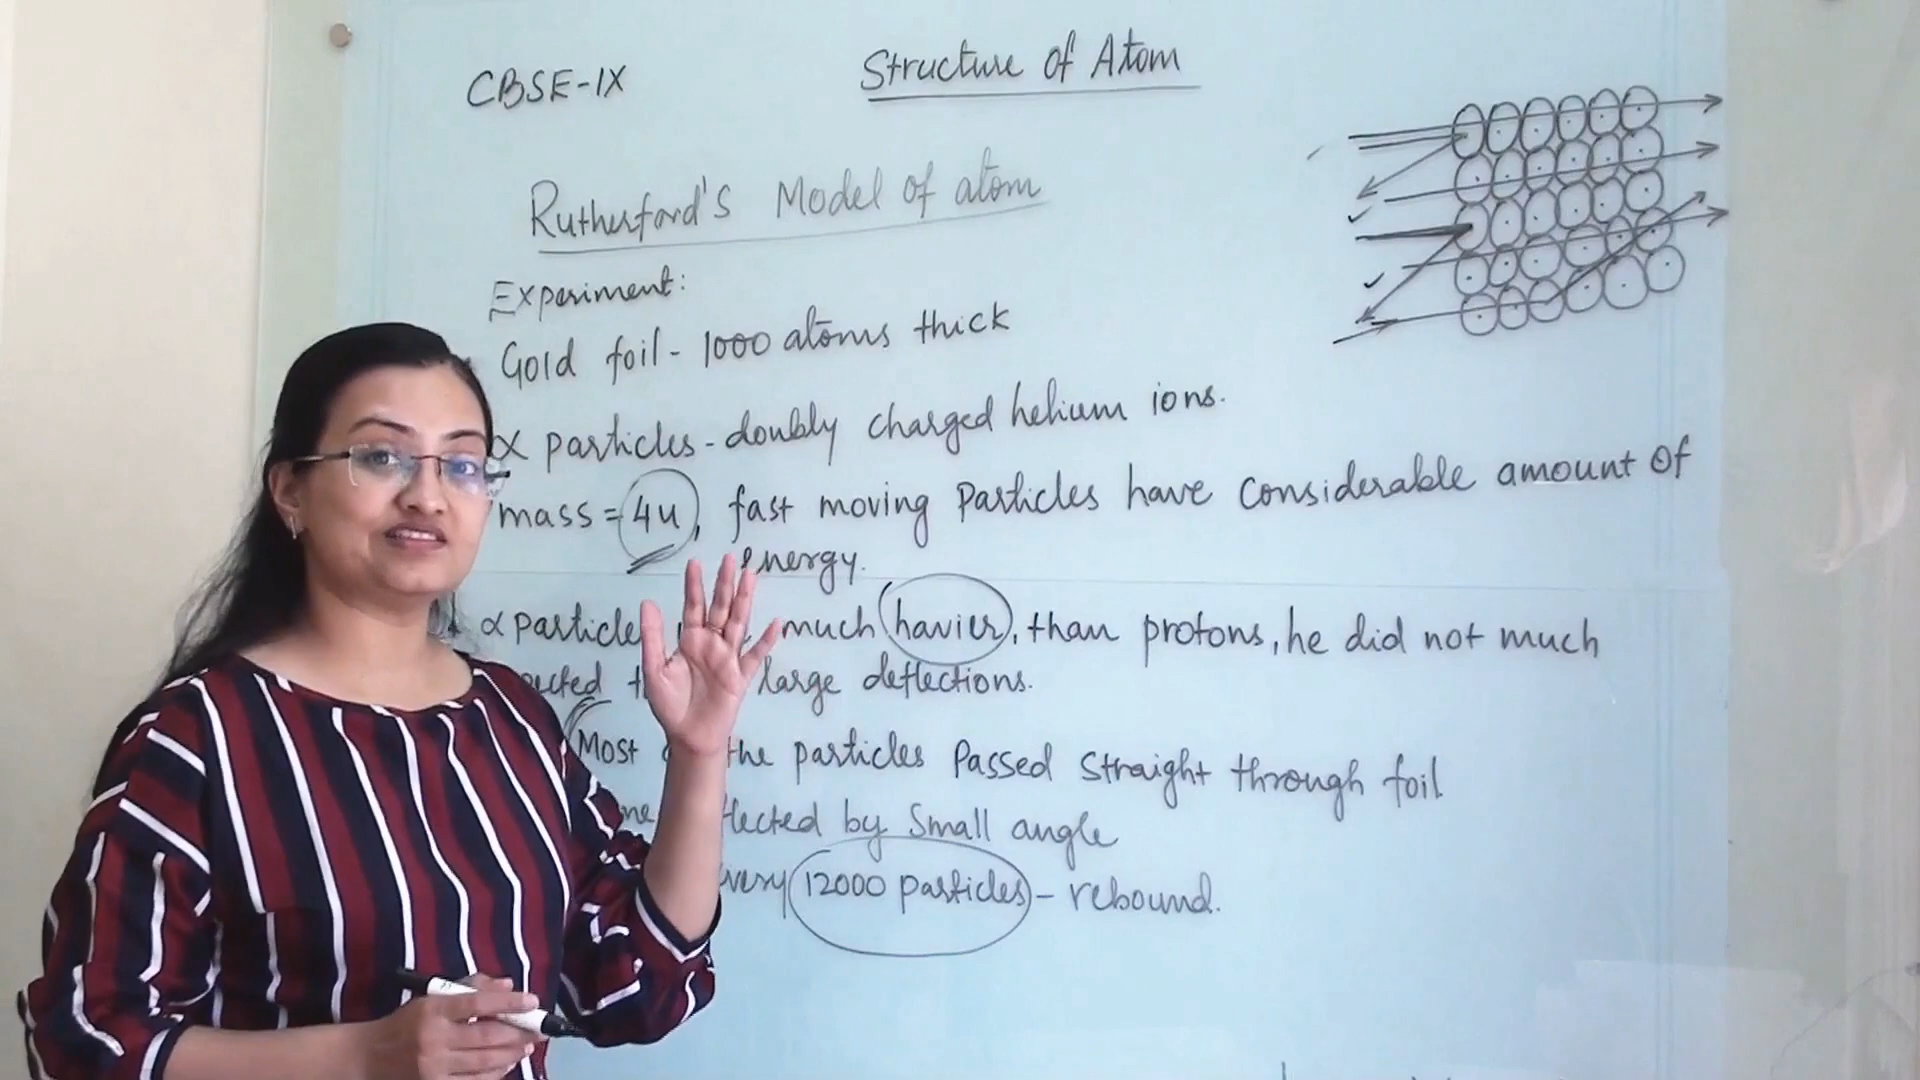 CBSE-IX
Structure of Atom
Rutherford's Model of atom
Experiment:
Gold foil - 1000 atoms thick
α particles - doubly charged helium ions.
mass = 4u, fast moving particles have considerable amount of
energy.
α particle much havier, than protons, he did not much
large deflections.
Most the particles Passed straight through foil
by small angle
12000 particles - rebound.